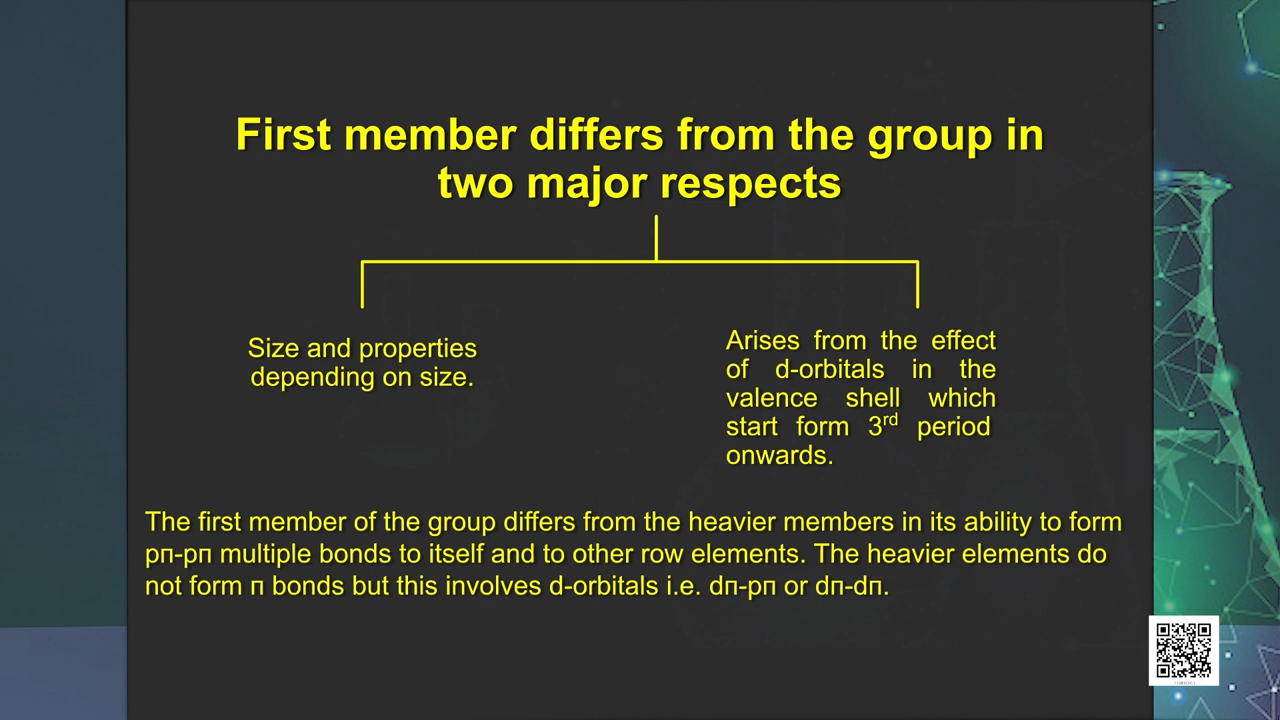 First member differs from the group in
two major respects
Size and properties
depending on size.
Arises from the effect
of d-orbitals in the
valence shell which
start form 3rd period
onwards.
The first member of the group differs from the heavier members in its ability to form
pπ-pπ multiple bonds to itself and to other row elements. The heavier elements do
not form π bonds but this involves d-orbitals i.e. dπ-pπ or dπ-dπ.